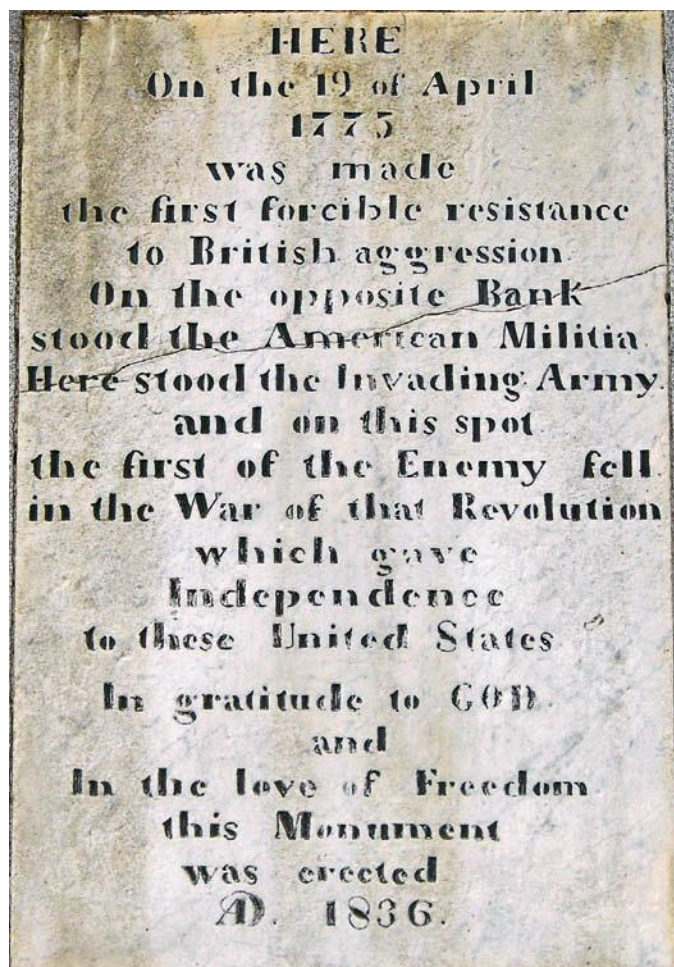 HERE
On the 19 of April
1775
was made
the first forcible resistance
to British aggression
On the opposite Bank
stood the American Militia
Here stood the Invading Army
and on this spot
the first of the Enemy fell
in the War of that Revolution
which gave
Independence
to these United States
In gratitude to GOD
and
In the love of Freedom
this Monument
was erected
AD. 1836.